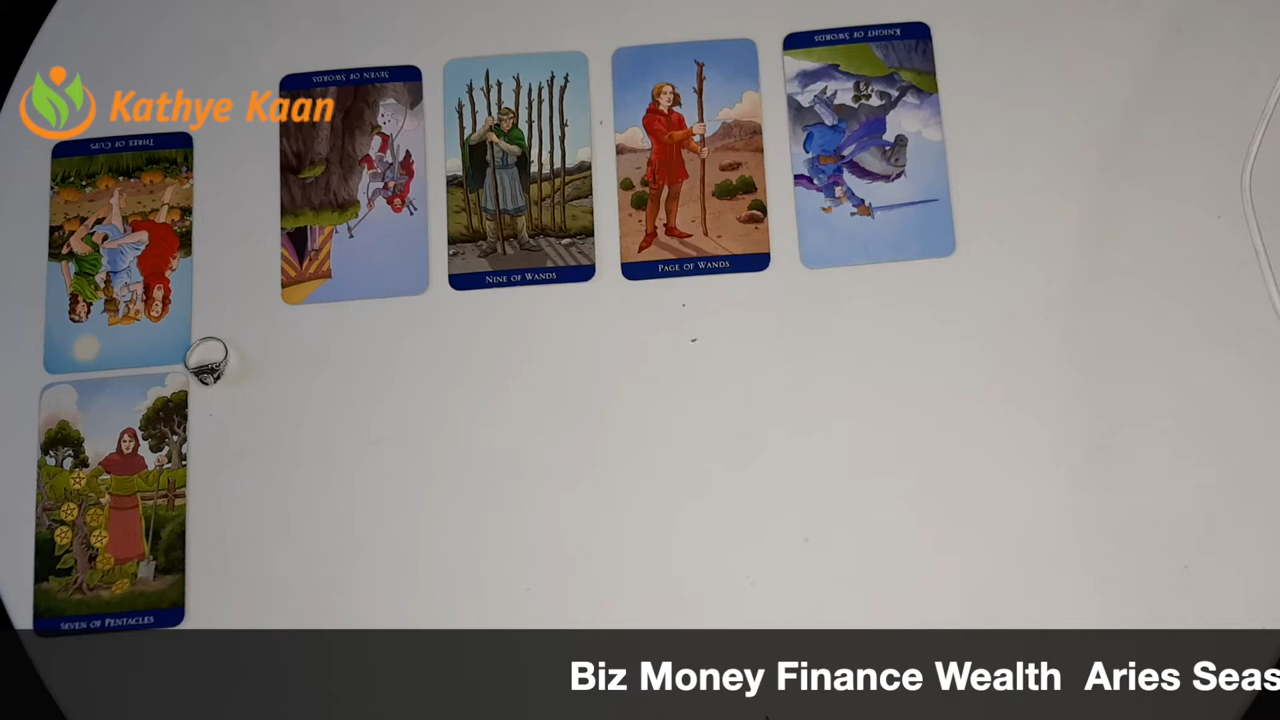 Kathye Kaan
THREE OF CUPS
SEVEN OF SWORDS
NINE OF WANDS
PAGE OF WANDS
KNIGHT OF SWORDS
SEVEN OF PENTACLES
Biz Money Finance Wealth  Aries Seas